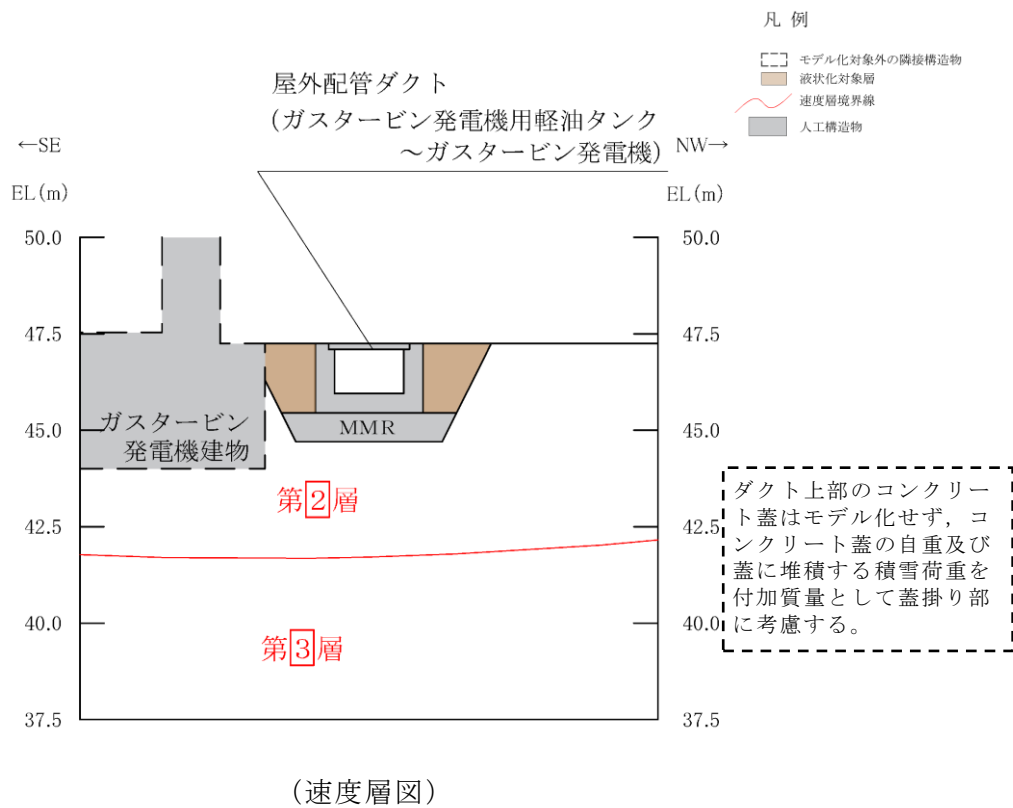 凡 例
モデル化対象外の隣接構造物
液状化対象層
速度層境界線
人工構造物
屋外配管ダクト
(ガスタービン発電機用軽油タンク
～ガスタービン発電機)
←SE
NW→
EL(m)
EL(m)
50.0
50.0
47.5
47.5
45.0
45.0
42.5
42.5
40.0
40.0
37.5
37.5
ガスタービン
発電機建物
MMR
第2層
第3層
ダクト上部のコンクリー
ト蓋はモデル化せず，コ
ンクリート蓋の自重及び
蓋に堆積する積雪荷重を
付加質量として蓋掛り部
に考慮する。
(速度層図)